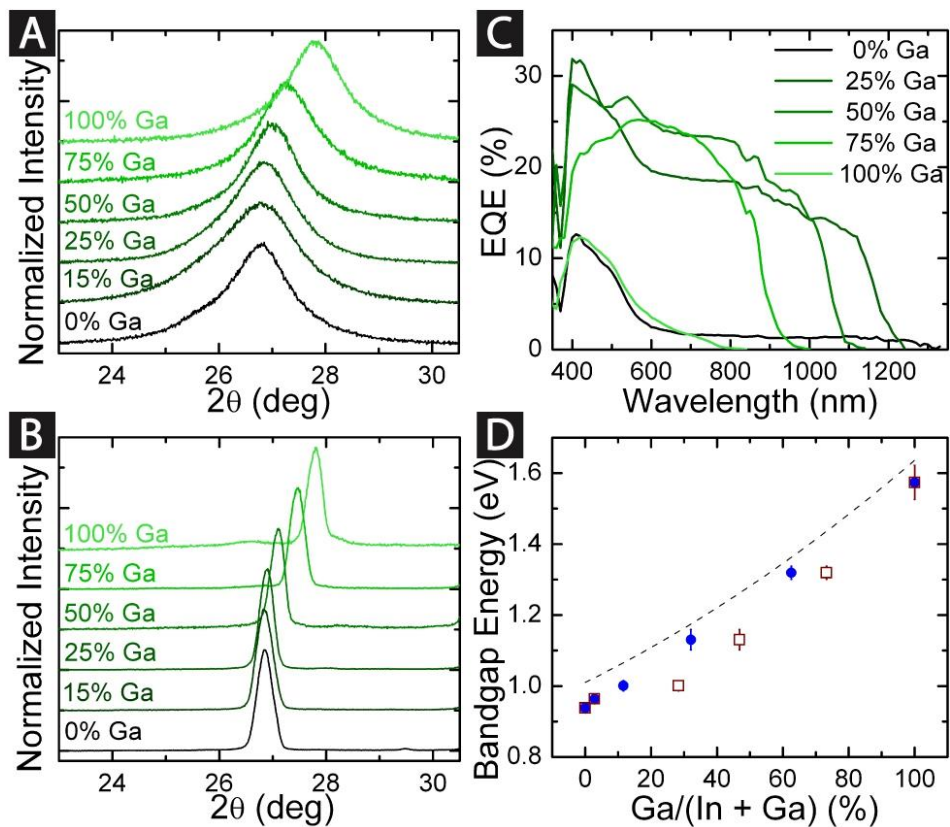 A
Normalized Intensity
100% Ga
75% Ga
50% Ga
25% Ga
15% Ga
0% Ga
24 26 28 30
2θ (deg)
B
Normalized Intensity
100% Ga
75% Ga
50% Ga
25% Ga
15% Ga
0% Ga
24 26 28 30
2θ (deg)
C
EQE (%)
30
20
10
0
0% Ga
25% Ga
50% Ga
75% Ga
100% Ga
400 600 800 1000 1200
Wavelength (nm)
D
Bandgap Energy (eV)
1.6
1.4
1.2
1.0
0.8
0 20 40 60 80 100
Ga/(In + Ga) (%)